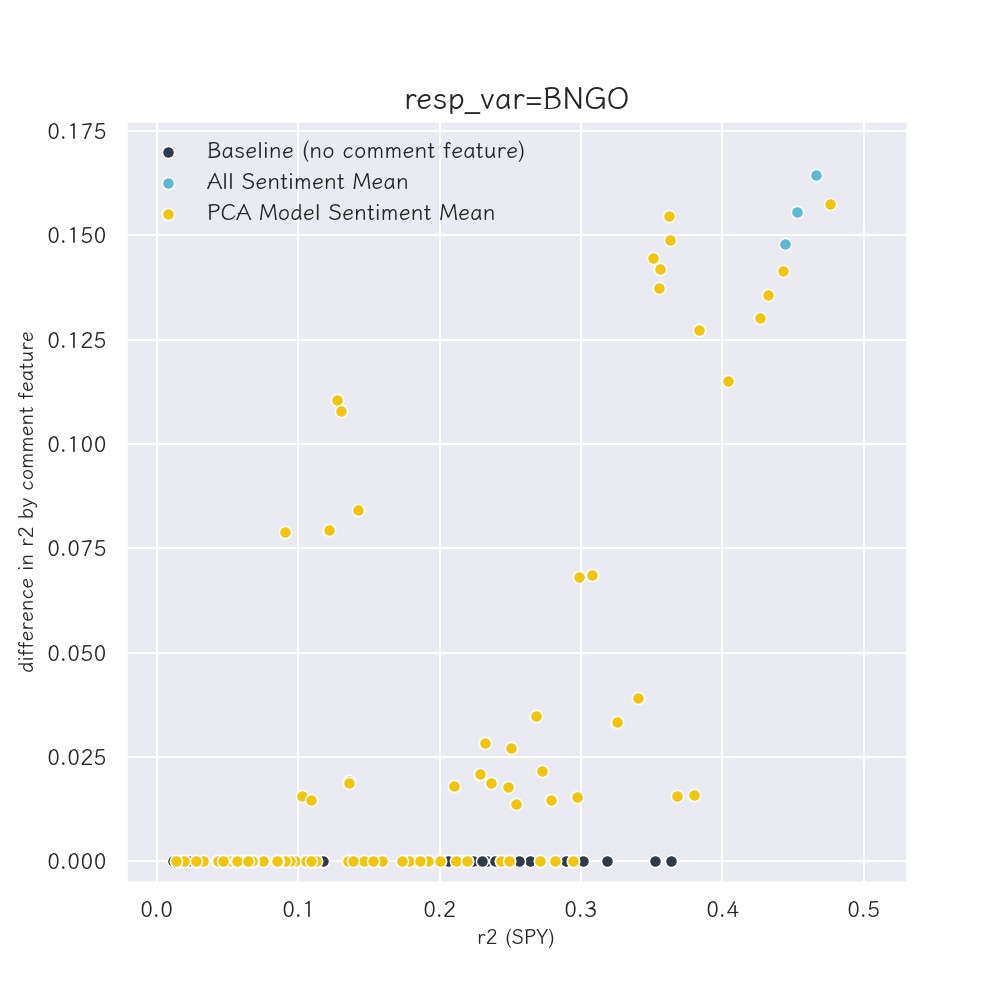 resp_var=BNGO
Baseline (no comment feature)
All Sentiment Mean
PCA Model Sentiment Mean
difference in r2 by comment feature
0.175
0.150
0.125
0.100
0.075
0.050
0.025
0.000
0.0 0.1 0.2 0.3 0.4 0.5
r2 (SPY)